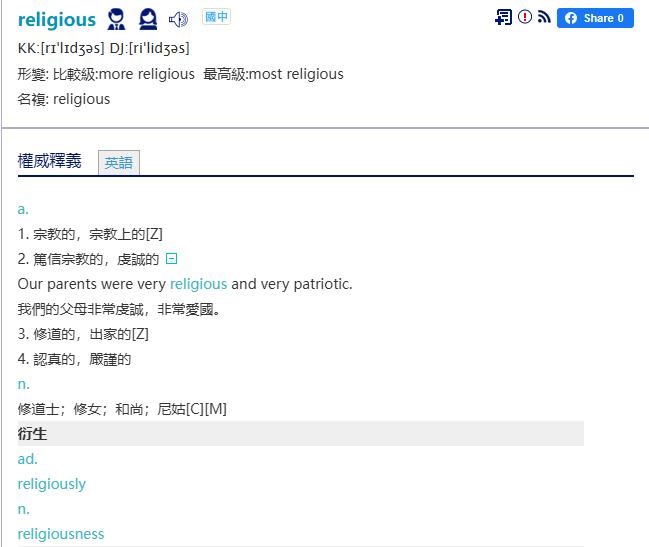 religious 國中 Share 0
KK:[rɪˈlɪdʒəs] DJ:[riˈlidʒəs]
形變: 比較級:more religious 最高級:most religious
名複: religious
權威釋義 英語
a.
1. 宗教的，宗教上的[Z]
2. 篤信宗教的，虔誠的
Our parents were very religious and very patriotic.
我們的父母非常虔誠，非常愛國。
3. 修道的，出家的[Z]
4. 認真的，嚴謹的
n.
修道士；修女；和尚；尼姑[C][M]
衍生
ad.
religiously
n.
religiousness